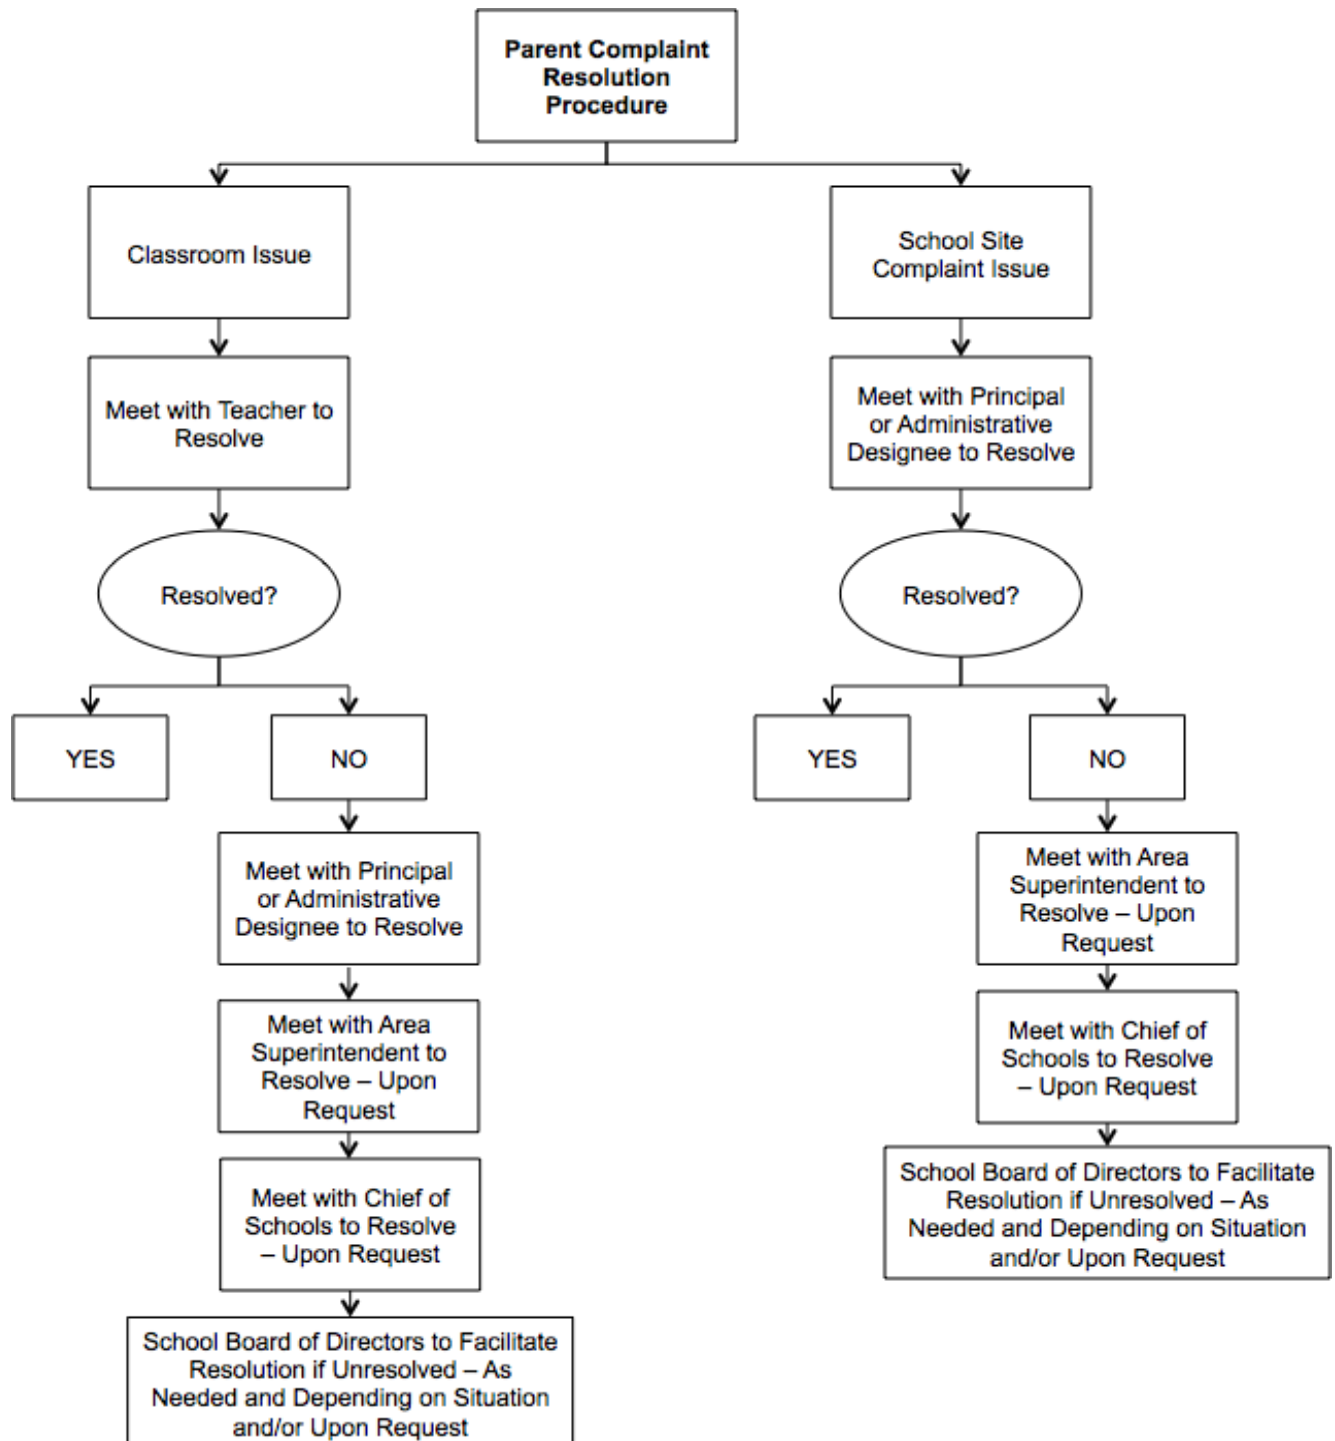 Parent Complaint
Resolution
Procedure
Classroom Issue
Meet with Teacher to
Resolve
Resolved?
YES
NO
Meet with Principal
or Administrative
Designee to Resolve
Meet with Area
Superintendent to
Resolve – Upon
Request
Meet with Chief of
Schools to Resolve
– Upon Request
School Board of Directors to Facilitate
Resolution if Unresolved – As
Needed and Depending on Situation
and/or Upon Request
School Site
Complaint Issue
Meet with Principal
or Administrative
Designee to Resolve
Resolved?
YES
NO
Meet with Area
Superintendent to
Resolve – Upon
Request
Meet with Chief of
Schools to Resolve
– Upon Request
School Board of Directors to Facilitate
Resolution if Unresolved – As
Needed and Depending on Situation
and/or Upon Request